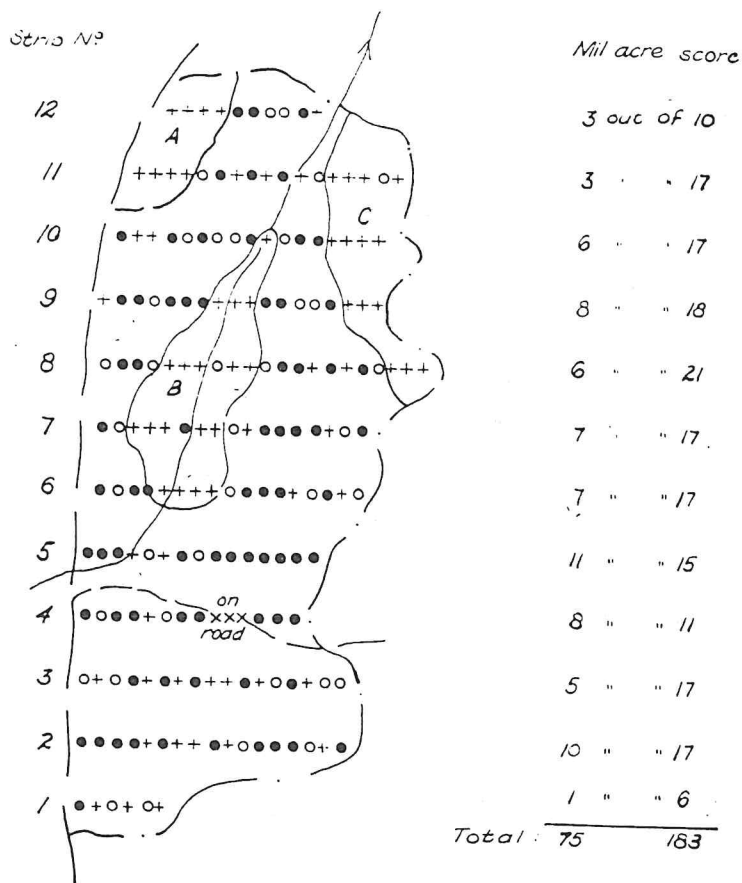 Strip Nº Mil acre score
12 3 out of 10
A
11 3 " " 17
C
10 6 " " 17
9 8 " " 18
8 6 " " 21
B
7 7 " " 17
6 7 " " 17
5 11 " " 15
on
4 ××× 8 " " 11
road
3 5 " " 17
2 10 " " 17
1 1 " " 6
Total : 75 183